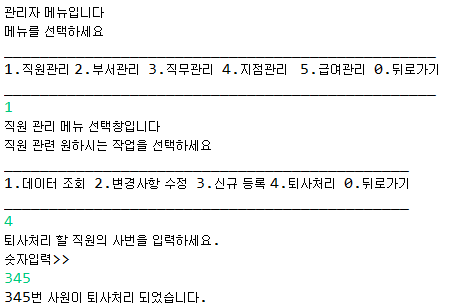 관리자 메뉴입니다
메뉴를 선택하세요
1.직원관리 2.부서관리 3.직무관리 4.지점관리 5.급여관리 0.뒤로가기
1
직원 관리 메뉴 선택창입니다
직원 관련 원하시는 작업을 선택하세요
1.데이터 조회 2.변경사항 수정 3.신규 등록 4.퇴사처리 0.뒤로가기
4
퇴사처리 할 직원의 사번을 입력하세요.
숫자입력>>
345
345번 사원이 퇴사처리 되었습니다.